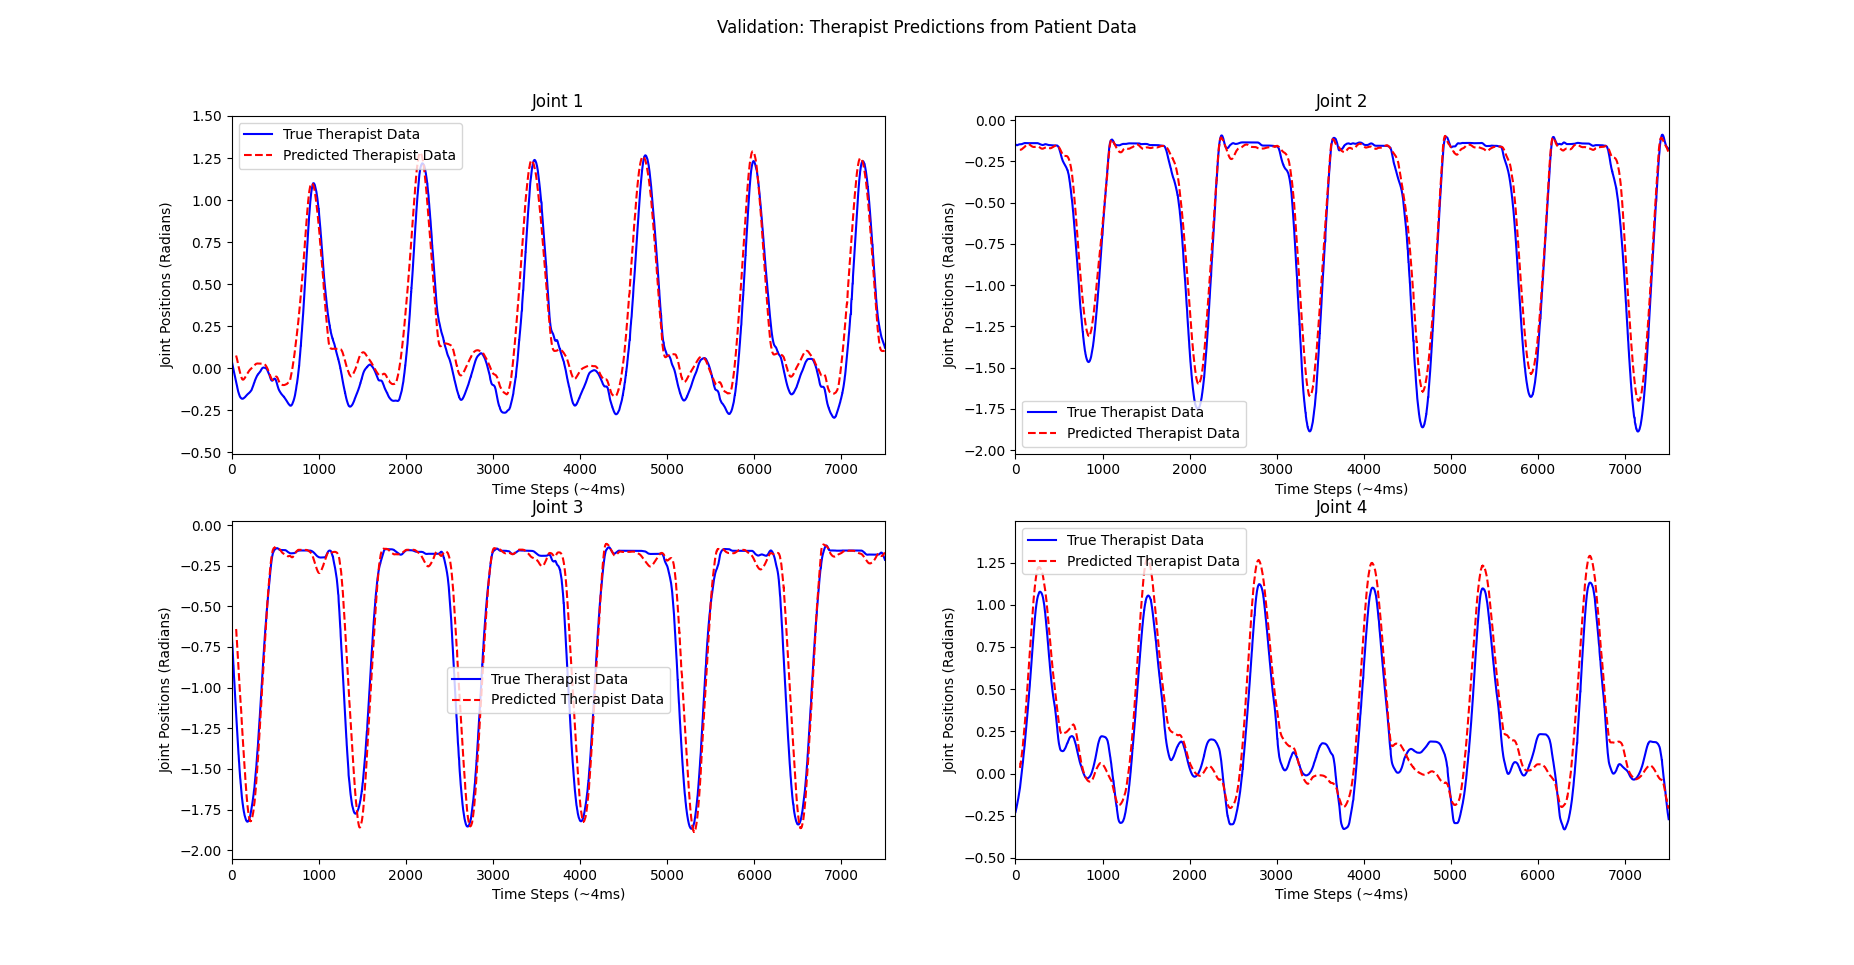 Validation: Therapist Predictions from Patient Data
Joint 1
1.50
1.25
1.00
0.75
0.50
0.25
0.00
−0.25
−0.50
Joint Positions (Radians)
True Therapist Data
Predicted Therapist Data
0 1000 2000 3000 4000 5000 6000 7000
Time Steps (~4ms)
Joint 2
0.00
−0.25
−0.50
−0.75
−1.00
−1.25
−1.50
−1.75
−2.00
Joint Positions (Radians)
True Therapist Data
Predicted Therapist Data
0 1000 2000 3000 4000 5000 6000 7000
Time Steps (~4ms)
Joint 3
0.00
−0.25
−0.50
−0.75
−1.00
−1.25
−1.50
−1.75
−2.00
Joint Positions (Radians)
True Therapist Data
Predicted Therapist Data
0 1000 2000 3000 4000 5000 6000 7000
Time Steps (~4ms)
Joint 4
1.25
1.00
0.75
0.50
0.25
0.00
−0.25
−0.50
Joint Positions (Radians)
True Therapist Data
Predicted Therapist Data
0 1000 2000 3000 4000 5000 6000 7000
Time Steps (~4ms)